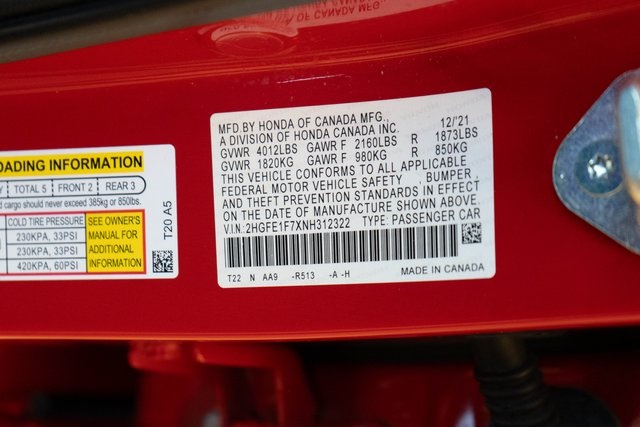 OF CANADA MFG
MFD.BY HONDA OF CANADA MFG., 12/'21
A DIVISION OF HONDA CANADA INC.
GVWR 4012LBS GAWR F 2160LBS R 1873LBS
GVWR 1820KG GAWR F 980KG R 850KG
THIS VEHICLE CONFORMS TO ALL APPLICABLE
FEDERAL MOTOR VEHICLE SAFETY , BUMPER ,
AND THEFT PREVENTION STANDARDS IN EFFECT
ON THE DATE OF MANUFACTURE SHOWN ABOVE.
V.I.N:2HGFE1F7XNH312322 TYPE: PASSENGER CAR
T22 N AA9 -R513 -A -H MADE IN CANADA
OADING INFORMATION
TOTAL 5 FRONT 2 REAR 3
cargo should never exceed 385kg or 850lbs.
COLD TIRE PRESSURE
230KPA, 33PSI
230KPA, 33PSI
420KPA, 60PSI
SEE OWNER'S
MANUAL FOR
ADDITIONAL
INFORMATION
T20 A5